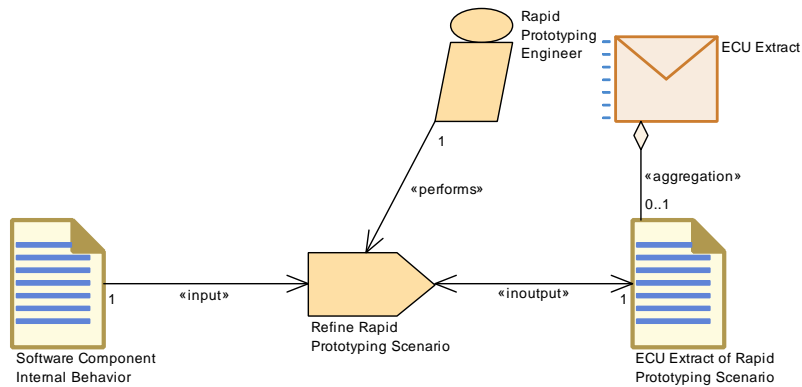 Rapid
Prototyping
Engineer
ECU Extract
1
«aggregation»
«performs»
0..1
1
«input»
«inoutput»
1
Refine Rapid
Prototyping Scenario
Software Component
Internal Behavior
ECU Extract of Rapid
Prototyping Scenario